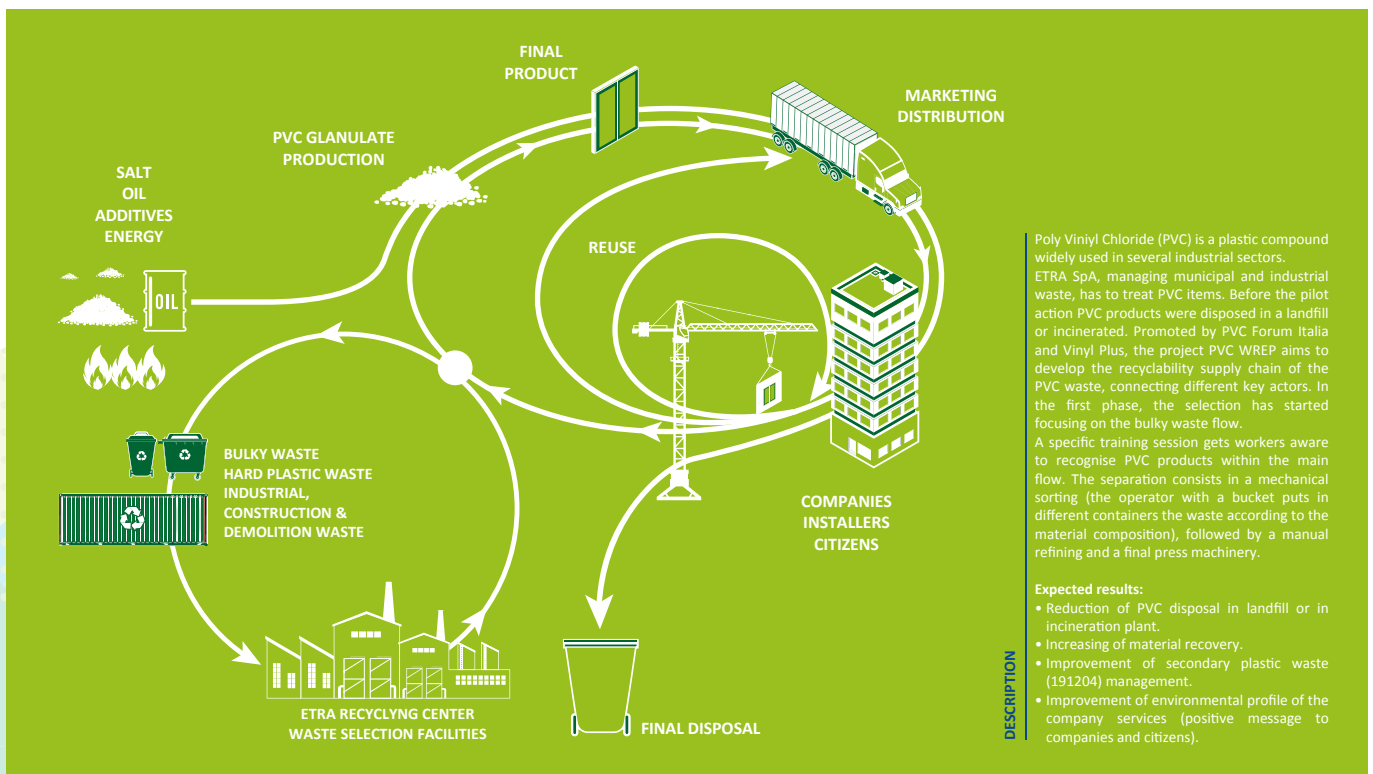 FINAL
PRODUCT
MARKETING
DISTRIBUTION
PVC GLANULATE
PRODUCTION
SALT
OIL
ADDITIVES
ENERGY
OIL
REUSE
BULKY WASTE
HARD PLASTIC WASTE
INDUSTRIAL,
CONSTRUCTION &
DEMOLITION WASTE
COMPANIES
INSTALLERS
CITIZENS
ETRA RECYCLYNG CENTER
WASTE SELECTION FACILITIES
FINAL DISPOSAL
DESCRIPTION
Poly Viniyl Chloride (PVC) is a plastic compound
widely used in several industrial sectors.
ETRA SpA, managing municipal and industrial
waste, has to treat PVC items. Before the pilot
action PVC products were disposed in a landfill
or incinerated. Promoted by PVC Forum Italia
and Vinyl Plus, the project PVC WREP aims to
develop the recyclability supply chain of the
PVC waste, connecting different key actors. In
the first phase, the selection has started
focusing on the bulky waste flow.
A specific training session gets workers aware
to recognise PVC products within the main
flow. The separation consists in a mechanical
sorting (the operator with a bucket puts in
different containers the waste according to the
material composition), followed by a manual
refining and a final press machinery.
Expected results:
• Reduction of PVC disposal in landfill or in
incineration plant.
• Increasing of material recovery.
• Improvement of secondary plastic waste
(191204) management.
• Improvement of environmental profile of the
company services (positive message to
companies and citizens).